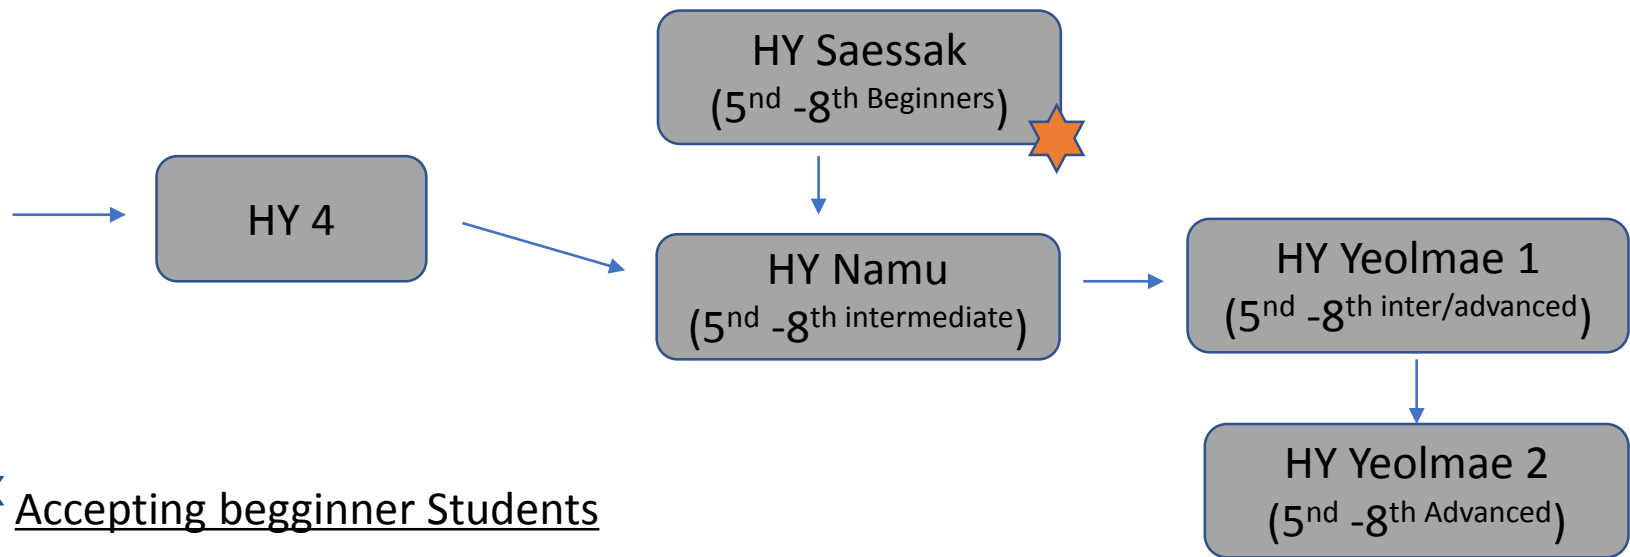 HY Saessak
(5nd -8th Beginners)
HY 4
HY Namu
(5nd -8th intermediate)
HY Yeolmae 1
(5nd -8th inter/advanced)
HY Yeolmae 2
(5nd -8th Advanced)
Accepting begginner Students